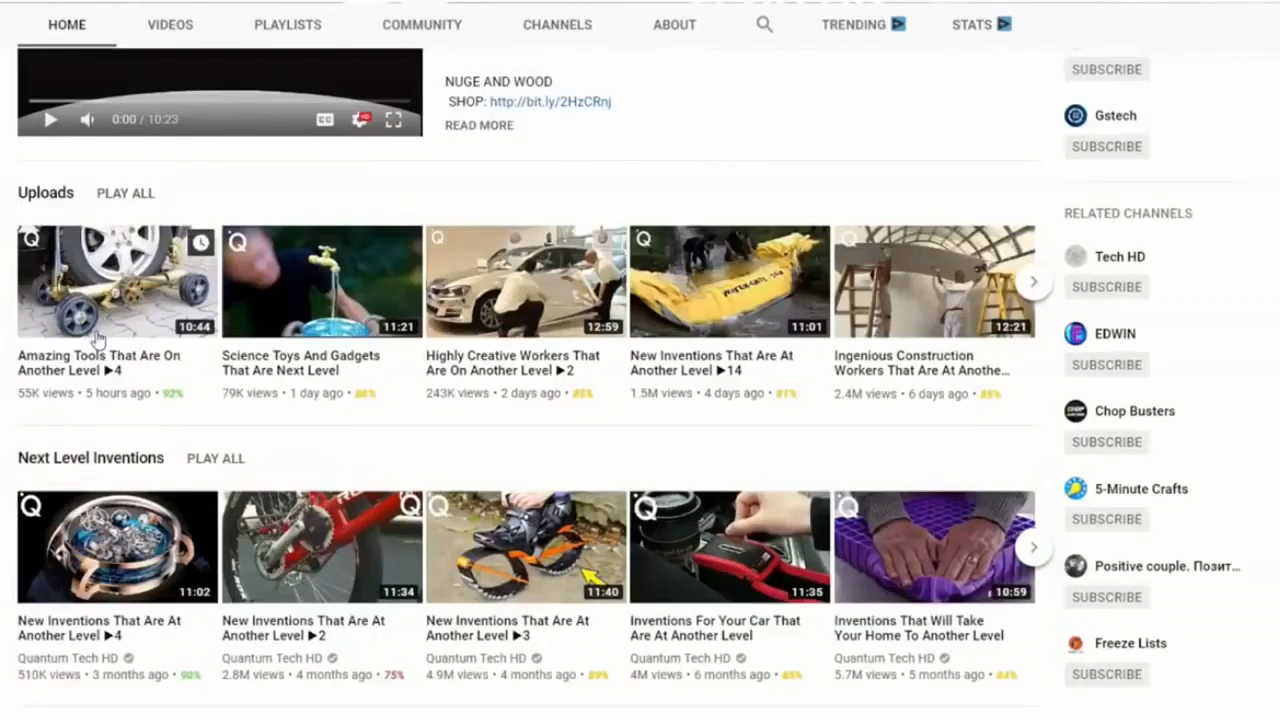 HOME VIDEOS PLAYLISTS COMMUNITY CHANNELS ABOUT TRENDING STATS
NUGE AND WOOD
SHOP: http://bit.ly/2HzCRnj
READ MORE
0:00 / 10:23
SUBSCRIBE
Gstech
SUBSCRIBE
Uploads PLAY ALL
10:44
11:21
12:59
11:01
12:21
Amazing Tools That Are On
Another Level ▶4
55K views • 5 hours ago • 92%
Science Toys And Gadgets
That Are Next Level
79K views • 1 day ago • 86%
Highly Creative Workers That
Are On Another Level ▶2
243K views • 2 days ago • 85%
New Inventions That Are At
Another Level ▶14
1.5M views • 4 days ago • 81%
Ingenious Construction
Workers That Are At Anothe...
2.4M views • 6 days ago • 85%
Next Level Inventions PLAY ALL
11:02
11:34
11:40
11:35
10:59
New Inventions That Are At
Another Level ▶4
Quantum Tech HD
510K views • 3 months ago • 90%
New Inventions That Are At
Another Level ▶2
Quantum Tech HD
2.8M views • 4 months ago • 75%
New Inventions That Are At
Another Level ▶3
Quantum Tech HD
4.9M views • 4 months ago • 89%
Inventions For Your Car That
Are At Another Level
Quantum Tech HD
4M views • 6 months ago • 85%
Inventions That Will Take
Your Home To Another Level
Quantum Tech HD
5.7M views • 5 months ago • 84%
RELATED CHANNELS
Tech HD
SUBSCRIBE
EDWIN
SUBSCRIBE
Chop Busters
SUBSCRIBE
5-Minute Crafts
SUBSCRIBE
Positive couple. Позит...
SUBSCRIBE
Freeze Lists
SUBSCRIBE